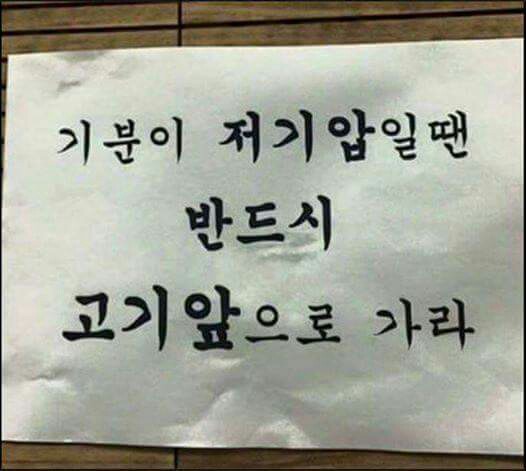 기분이 저기압일땐
반드시
고기앞으로 가라